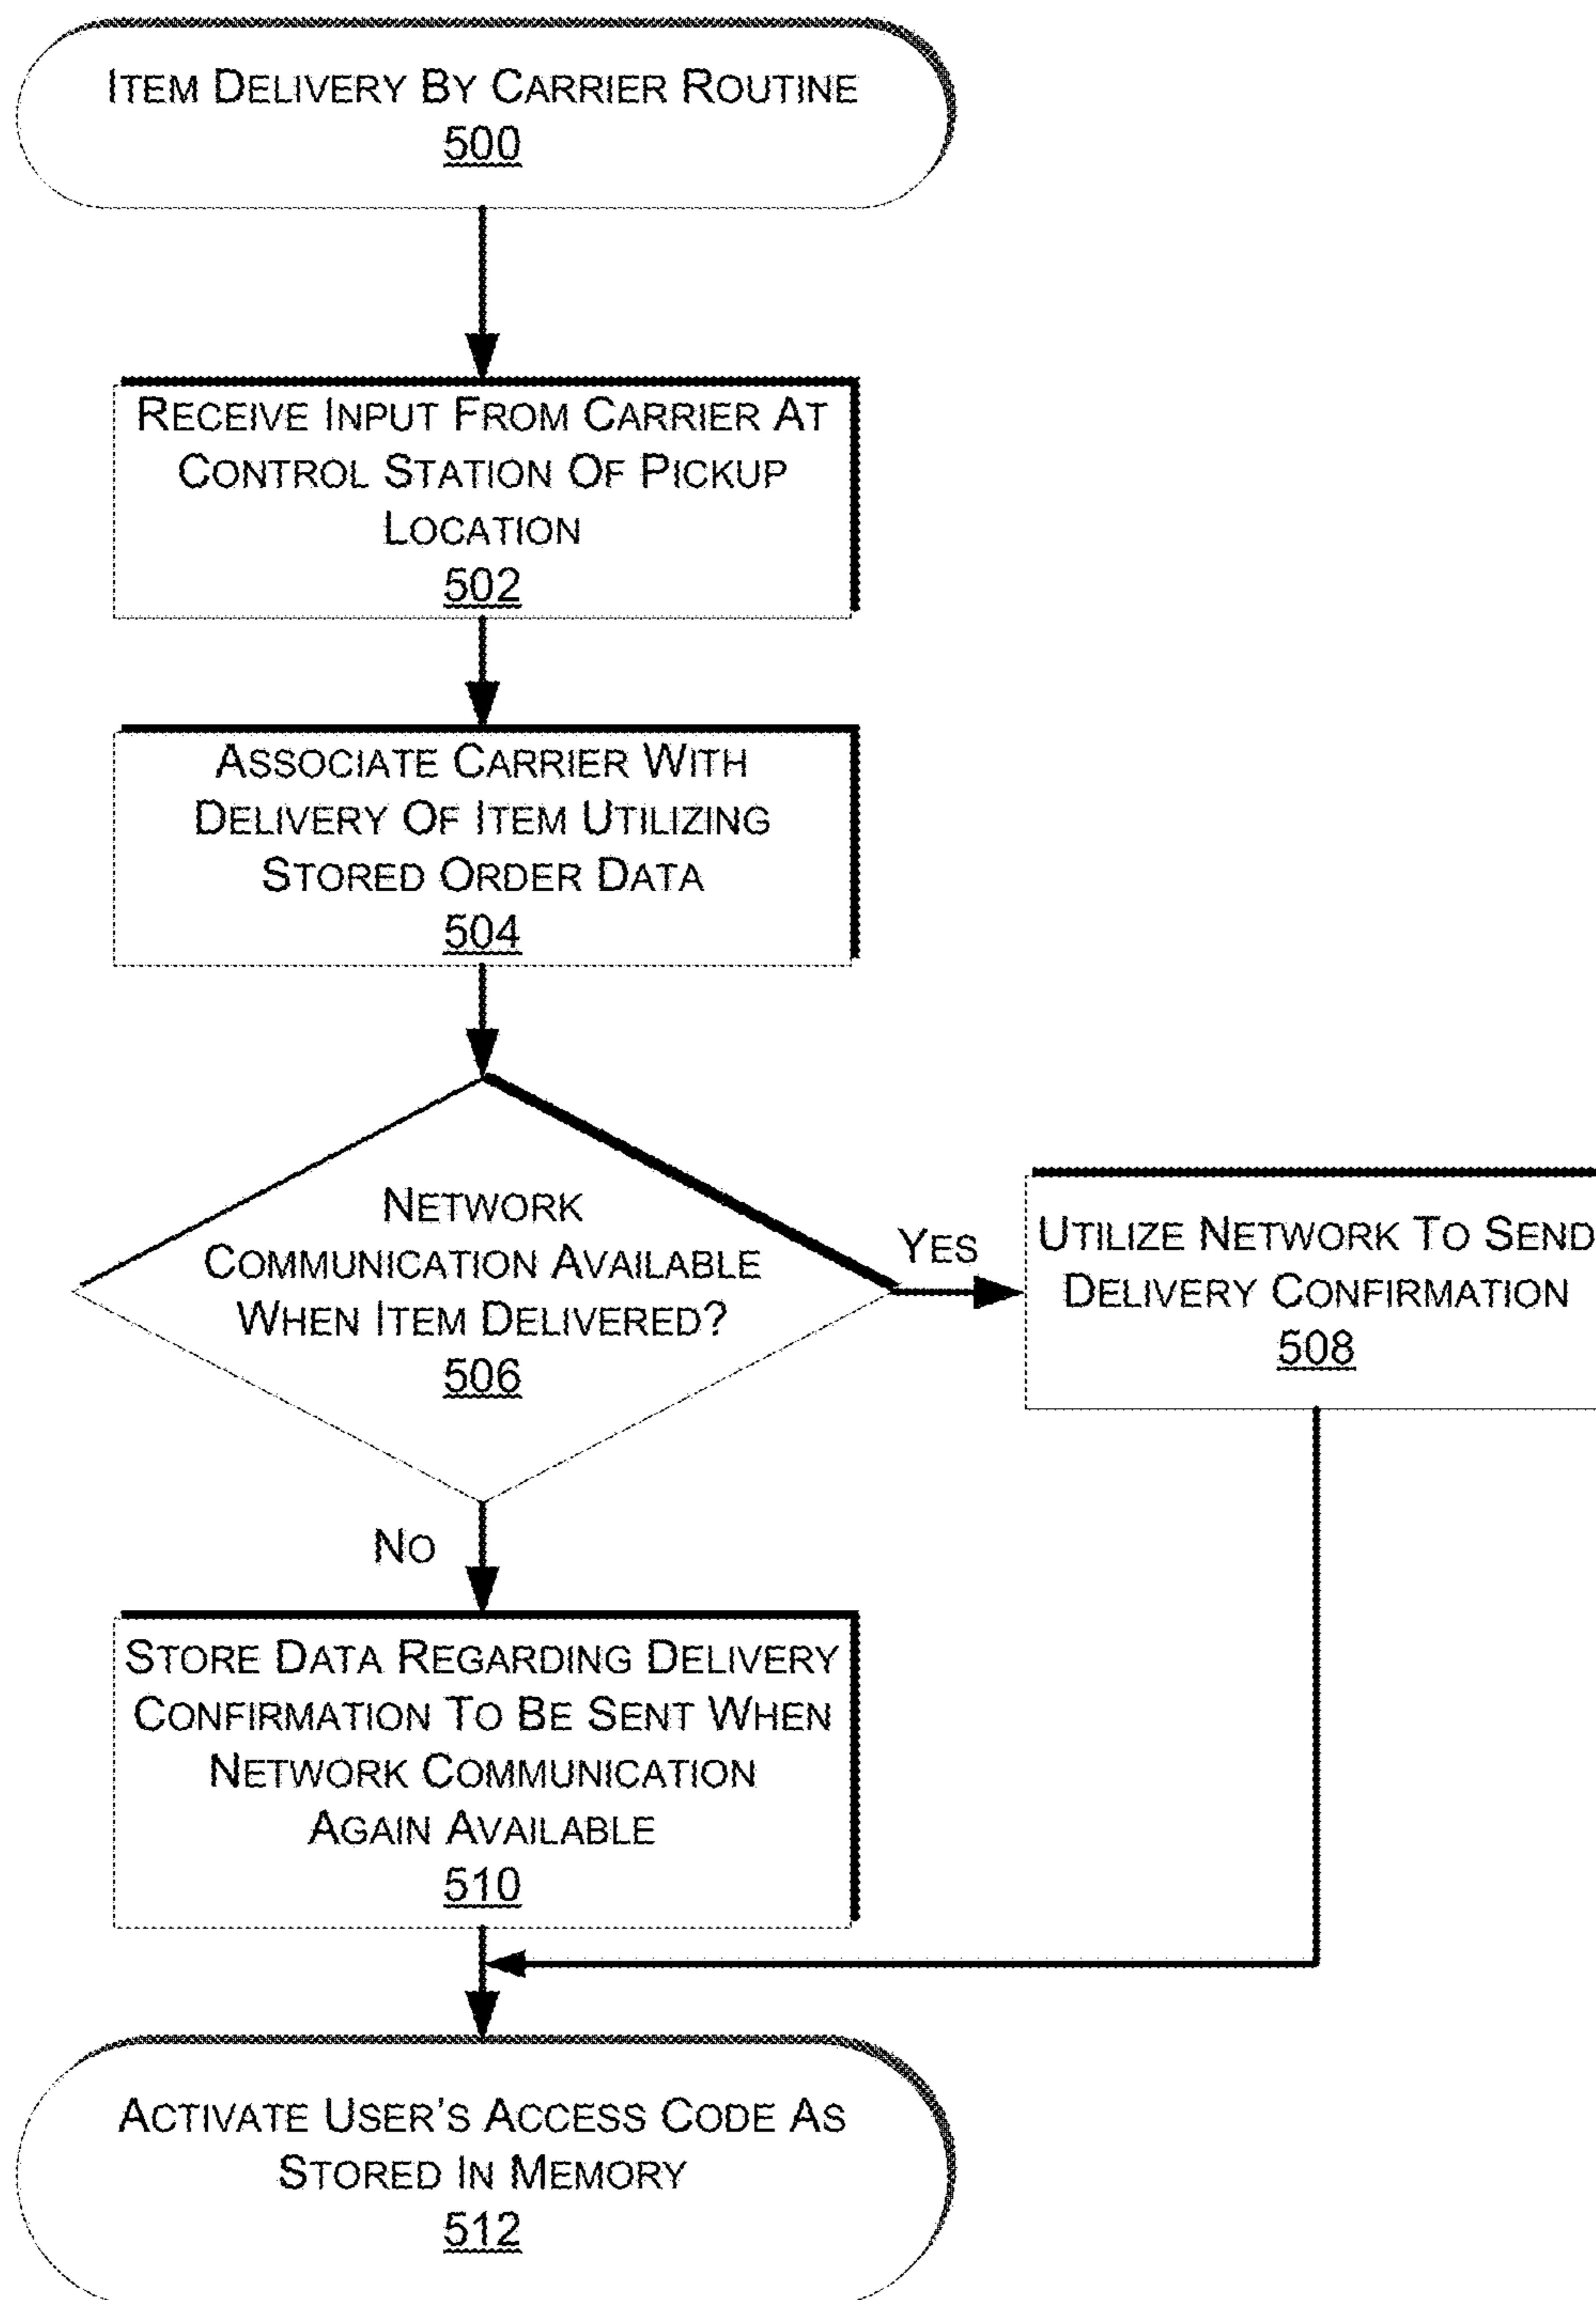 ITEM DELIVERY BY CARRIER ROUTINE
500
RECEIVE INPUT FROM CARRIER AT
CONTROL STATION OF PICKUP
LOCATION
502
ASSOCIATE CARRIER WITH
DELIVERY OF ITEM UTILIZING
STORED ORDER DATA
504
NETWORK
COMMUNICATION AVAILABLE
WHEN ITEM DELIVERED?
506
YES
UTILIZE NETWORK TO SEND
DELIVERY CONFIRMATION
508
NO
STORE DATA REGARDING DELIVERY
CONFIRMATION TO BE SENT WHEN
NETWORK COMMUNICATION
AGAIN AVAILABLE
510
ACTIVATE USER'S ACCESS CODE AS
STORED IN MEMORY
512